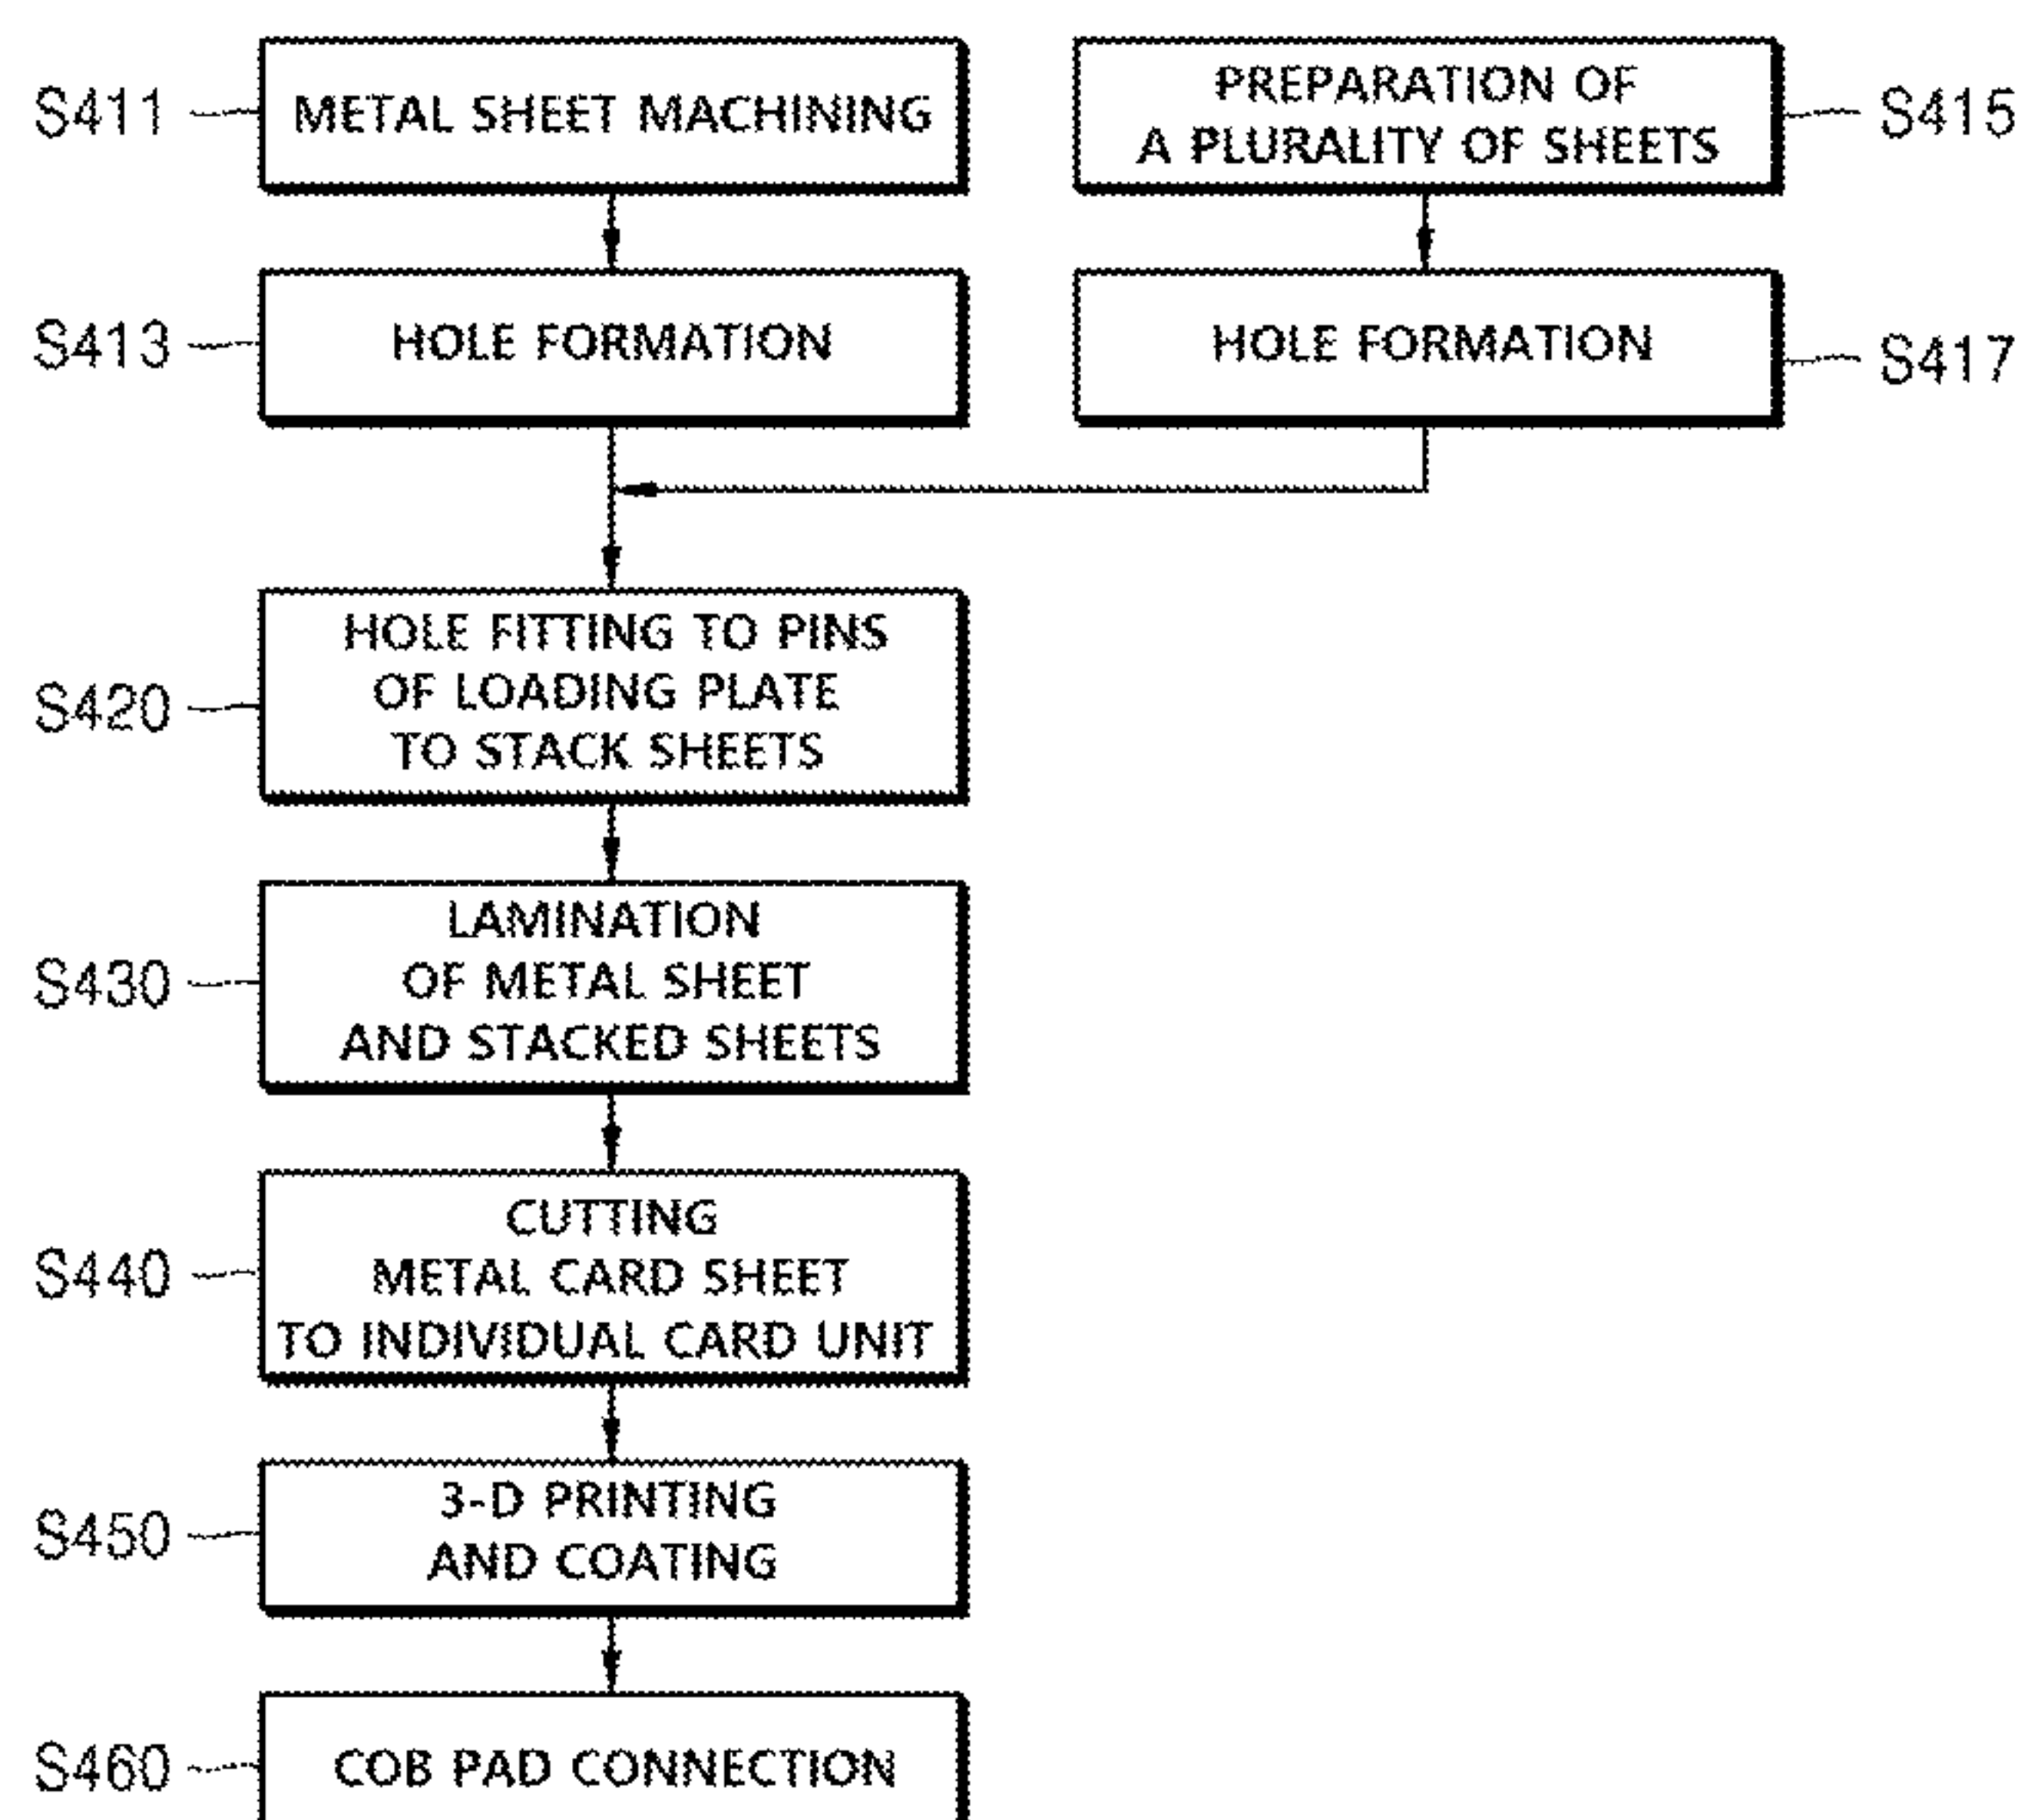 S411
METAL SHEET MACHINING
PREPARATION OF
A PLURALITY OF SHEETS
S415
S413
HOLE FORMATION
HOLE FORMATION
S417
S420
HOLE FITTING TO PINS
OF LOADING PLATE
TO STACK SHEETS
S430
LAMINATION
OF METAL SHEET
AND STACKED SHEETS
S440
CUTTING
METAL CARD SHEET
TO INDIVIDUAL CARD UNIT
S450
3-D PRINTING
AND COATING
S460
COB PAD CONNECTION